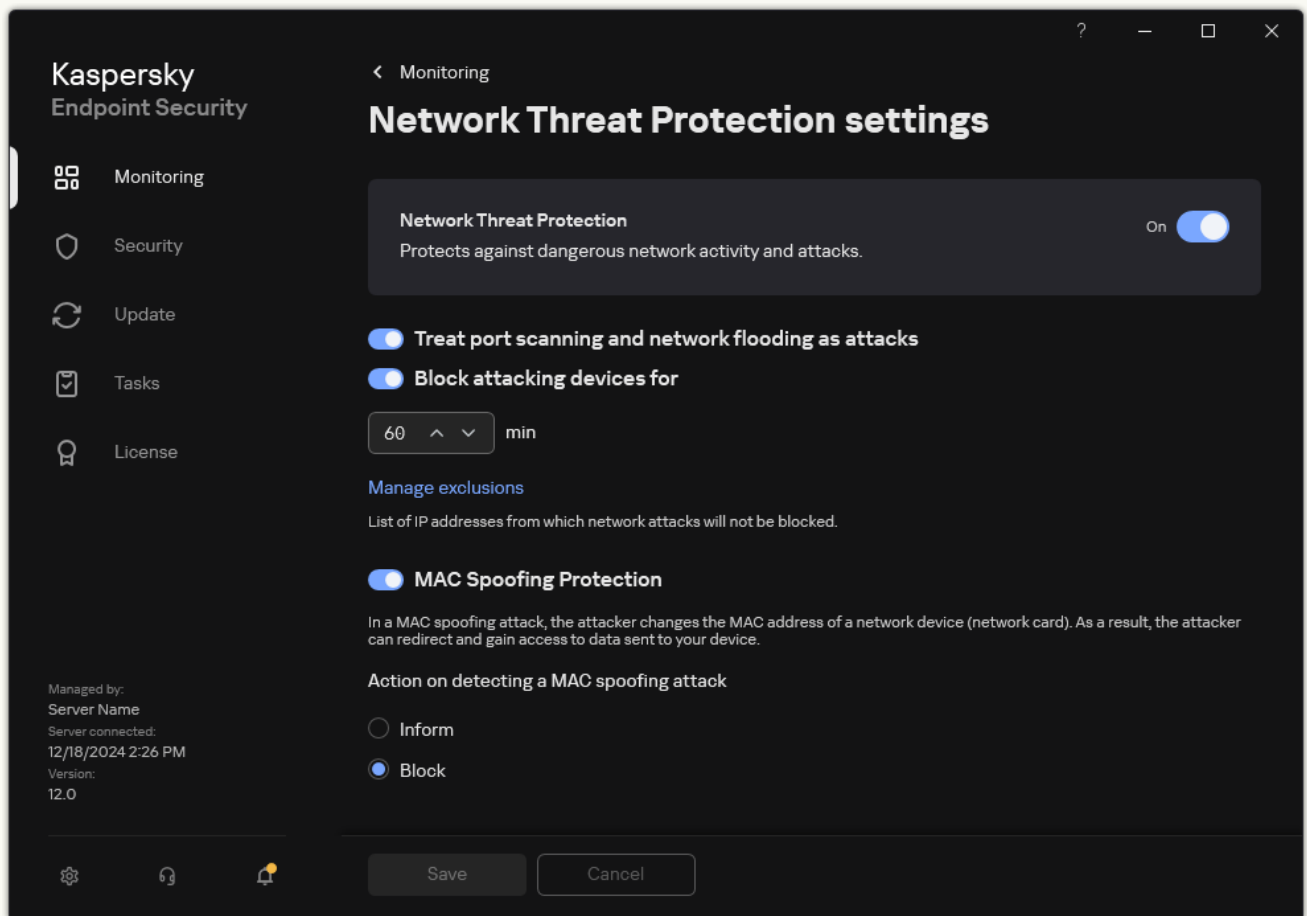 ?
Kaspersky
Endpoint Security
Monitoring
Security
Update
Tasks
License
Managed by:
Server Name
Server connected:
12/18/2024 2:26 PM
Version:
12.0
Monitoring
Network Threat Protection settings
Network Threat Protection
Protects against dangerous network activity and attacks.
On
Treat port scanning and network flooding as attacks
Block attacking devices for
60 min
Manage exclusions
List of IP addresses from which network attacks will not be blocked.
MAC Spoofing Protection
In a MAC spoofing attack, the attacker changes the MAC address of a network device (network card). As a result, the attacker
can redirect and gain access to data sent to your device.
Action on detecting a MAC spoofing attack
Inform
Block
Save
Cancel